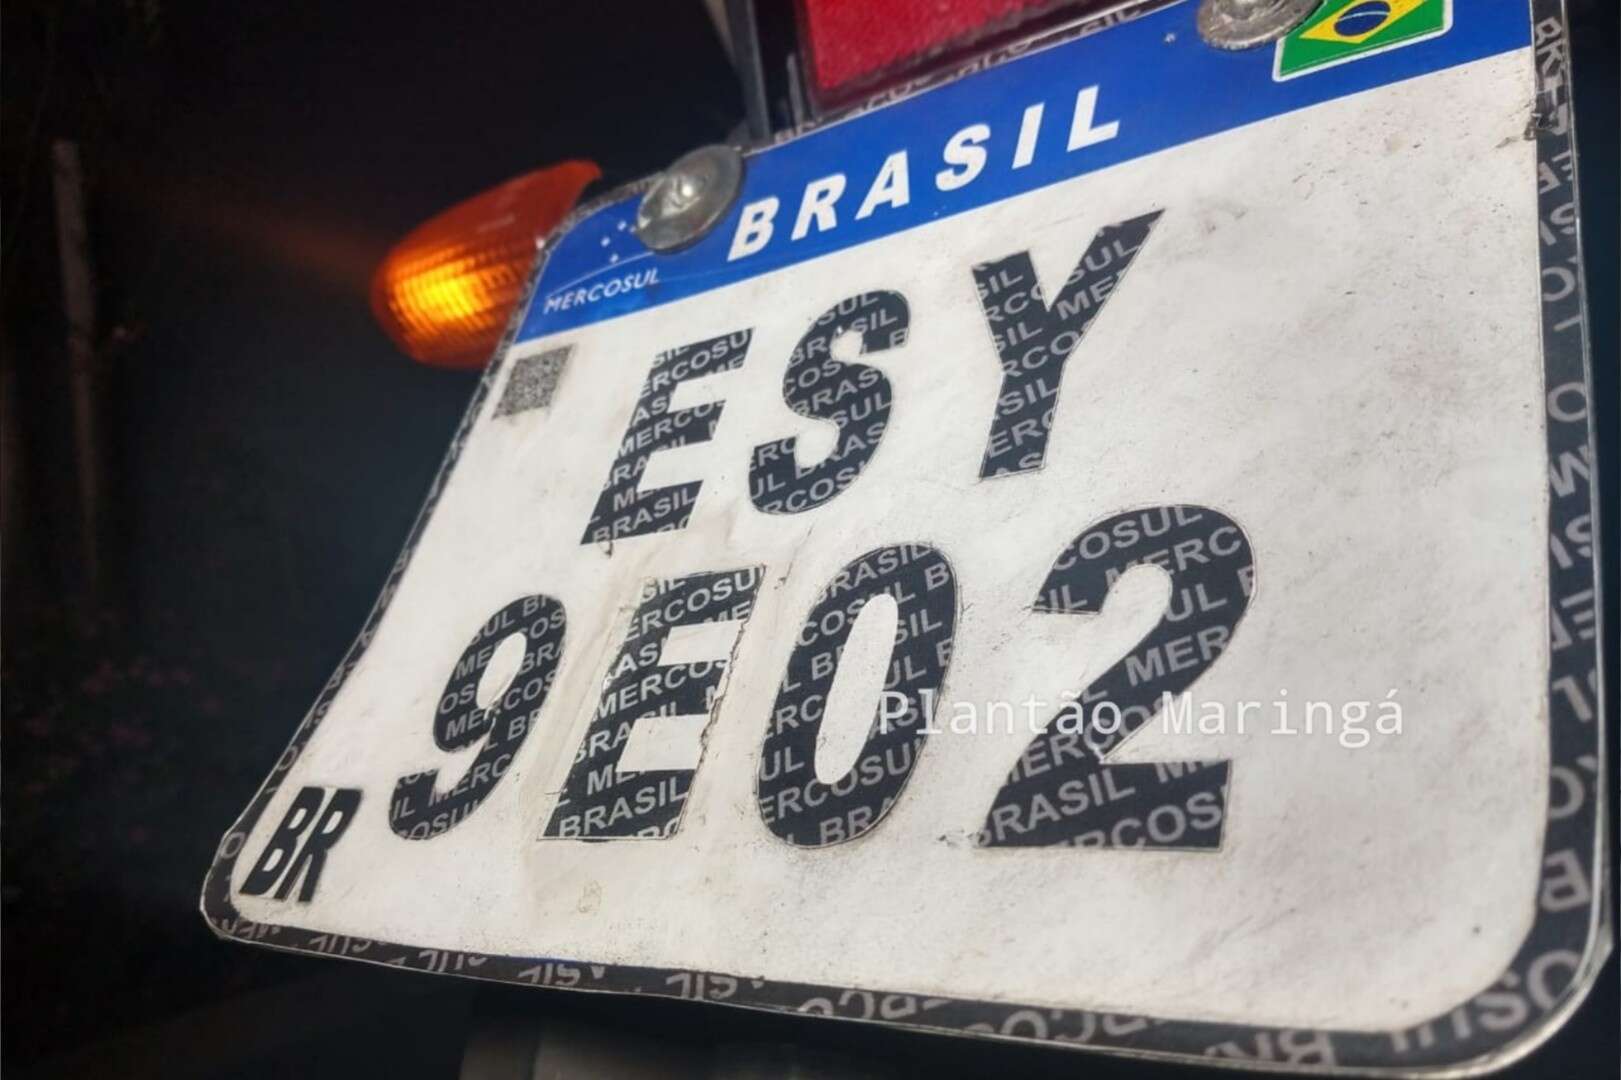 BRASIL
MERCOSUL
ESY
9E02
BR
Plantão Maringá